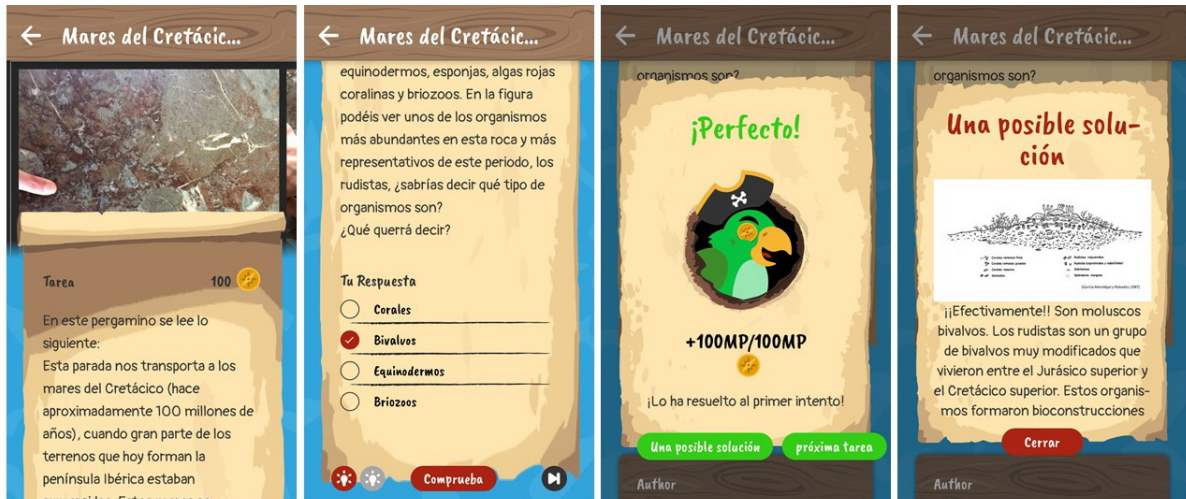 Mares del Cretácic...
Tarea
100
En este pergamino se lee lo
siguiente:
Esta parada nos transporta a los
mares del Cretácico (hace
aproximadamente 100 millones de
años), cuando gran parte de los
terrenos que hoy forman la
península Ibérica estaban
Mares del Cretácic...
equinodermos, esponjas, algas rojas
coralinas y briozoos. En la figura
podéis ver unos de los organismos
más abundantes en esta roca y más
representativos de este periodo, los
rudistas, ¿sabrías decir qué tipo de
organismos son?
¿Qué querrá decir?
Tu Respuesta
Corales
Bivalvos
Equinodermos
Briozoos
Comprueba
Mares del Cretácic...
organismos son?
¡Perfecto!
+100MP/100MP
¡Lo ha resuelto al primer intento!
Una posible solución
próxima tarea
Author
Mares del Cretácic...
organismos son?
Una posible solu-
ción
¡¡Efectivamente!! Son moluscos
bivalvos. Los rudistas son un grupo
de bivalvos muy modificados que
vivieron entre el Jurásico superior y
el Cretácico superior. Estos organis-
mos formaron bioconstrucciones
Cerrar
Author